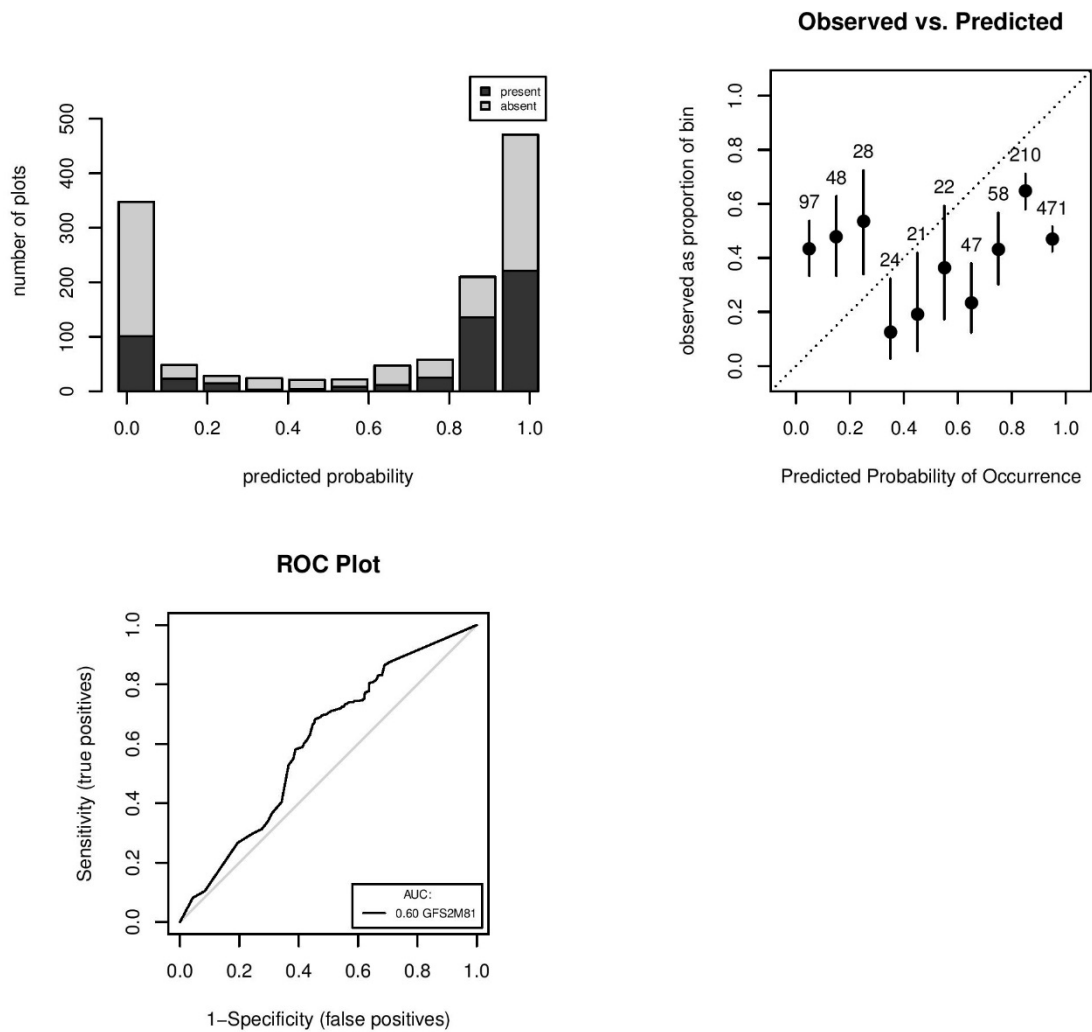 Observed vs. Predicted
present
absent
number of plots
0 100 200 300 400 500
0.0 0.2 0.4 0.6 0.8 1.0
predicted probability
observed as proportion of bin
0.0 0.2 0.4 0.6 0.8 1.0
97 48 28 24 21 22 47 58 210 471
0.0 0.2 0.4 0.6 0.8 1.0
Predicted Probability of Occurrence
ROC Plot
Sensitivity (true positives)
0.0 0.2 0.4 0.6 0.8 1.0
AUC:
0.60 GFS2M81
0.0 0.2 0.4 0.6 0.8 1.0
1−Specificity (false positives)